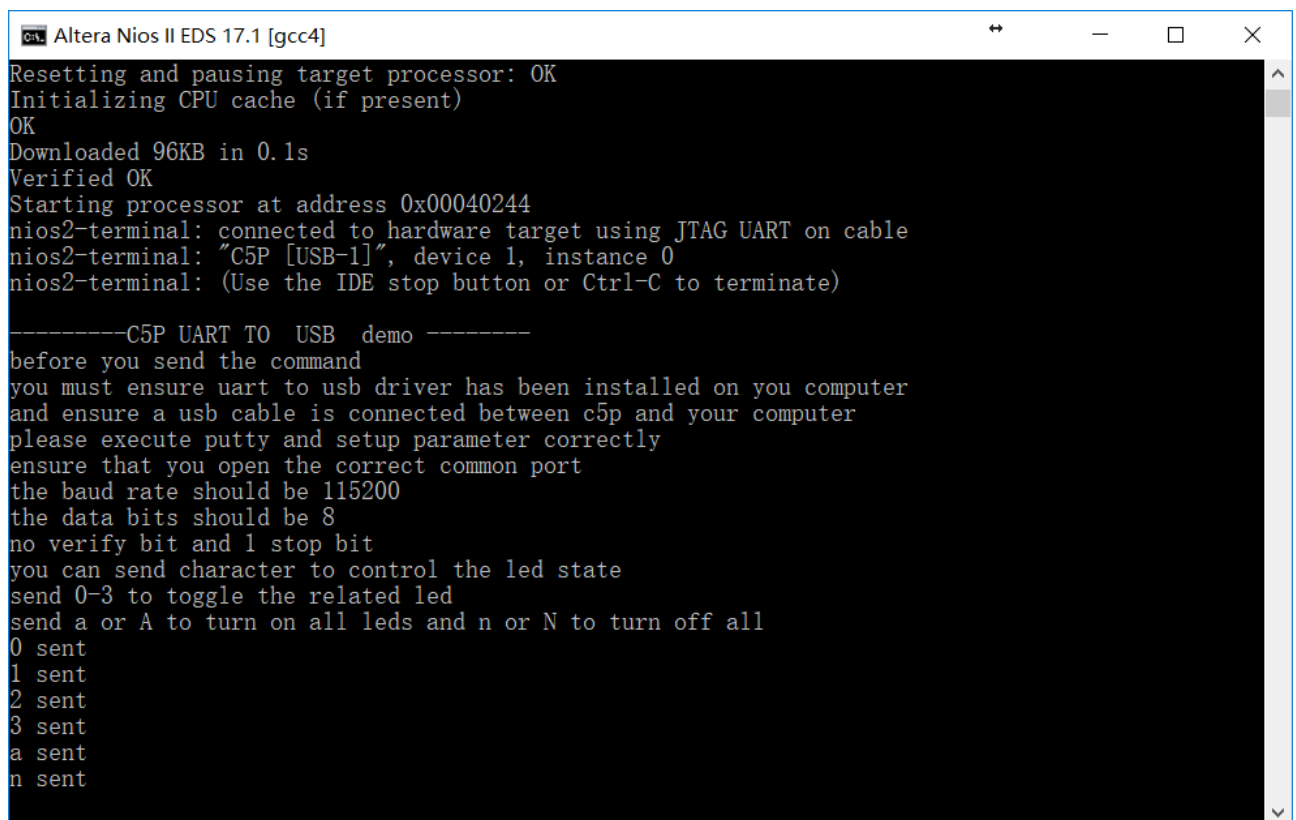 Altera Nios II EDS 17.1 [gcc4]
Resetting and pausing target processor: OK
Initializing CPU cache (if present)
OK
Downloaded 96KB in 0.1s
Verified OK
Starting processor at address 0x00040244
nios2-terminal: connected to hardware target using JTAG UART on cable
nios2-terminal: "C5P [USB-1]", device 1, instance 0
nios2-terminal: (Use the IDE stop button or Ctrl-C to terminate)
---------C5P UART TO  USB  demo --------
before you send the command
you must ensure uart to usb driver has been installed on you computer
and ensure a usb cable is connected between c5p and your computer
please execute putty and setup parameter correctly
ensure that you open the correct common port
the baud rate should be 115200
the data bits should be 8
no verify bit and 1 stop bit
you can send character to control the led state
send 0-3 to toggle the related led
send a or A to turn on all leds and n or N to turn off all
0 sent
1 sent
2 sent
3 sent
a sent
n sent